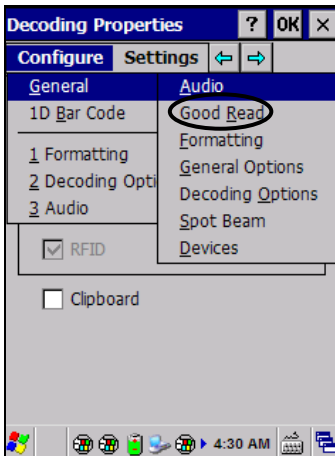 Decoding Properties ? OK ×
Configure Settings
General
1D Bar Code
1 Formatting
2 Decoding Opti
3 Audio
Audio
Good Read
Formatting
General Options
Decoding Options
Spot Beam
Devices
RFID
Clipboard
4:30 AM